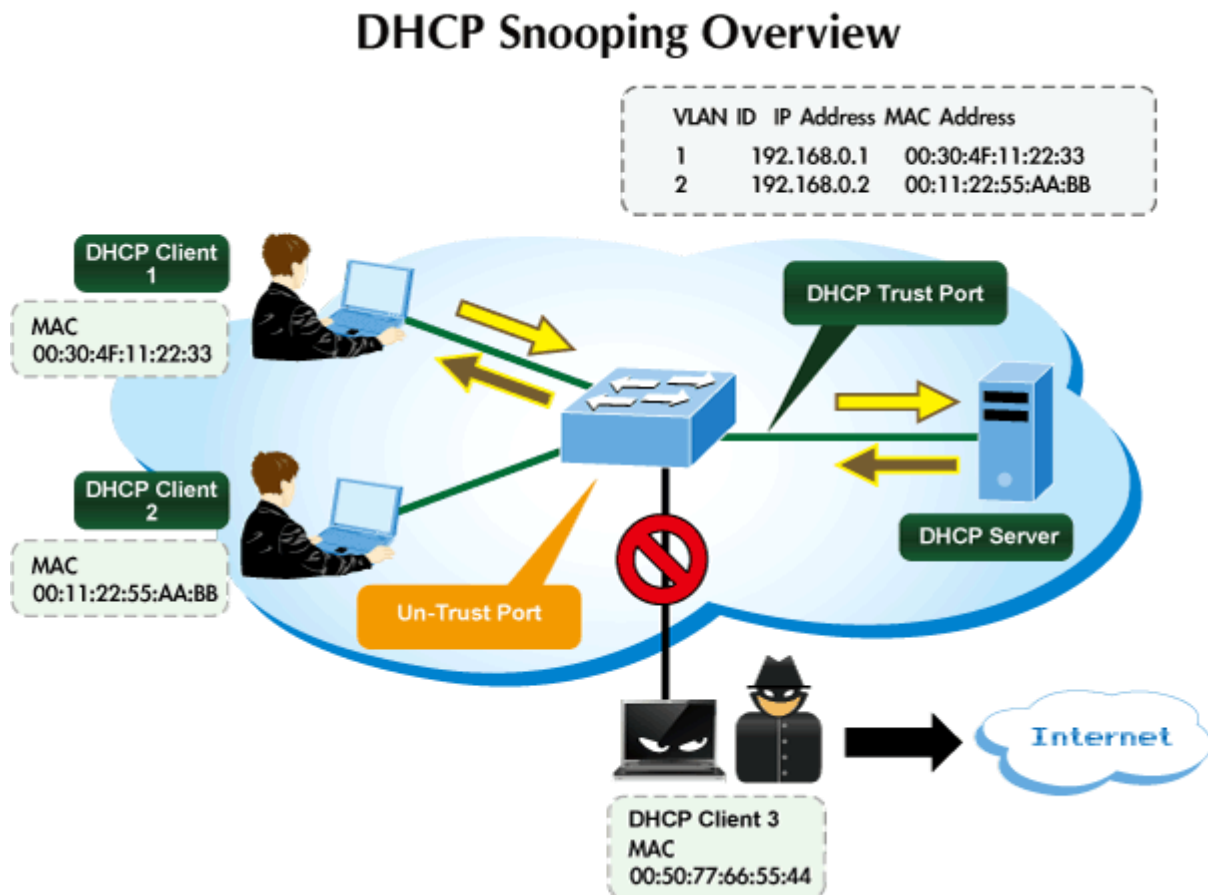 DHCP Snooping Overview
VLAN ID IP Address MAC Address
1 192.168.0.1 00:30:4F:11:22:33
2 192.168.0.2 00:11:22:55:AA:BB
DHCP Client
1
MAC
00:30:4F:11:22:33
DHCP Trust Port
DHCP Client
2
MAC
00:11:22:55:AA:BB
Un-Trust Port
DHCP Server
Internet
DHCP Client 3
MAC
00:50:77:66:55:44